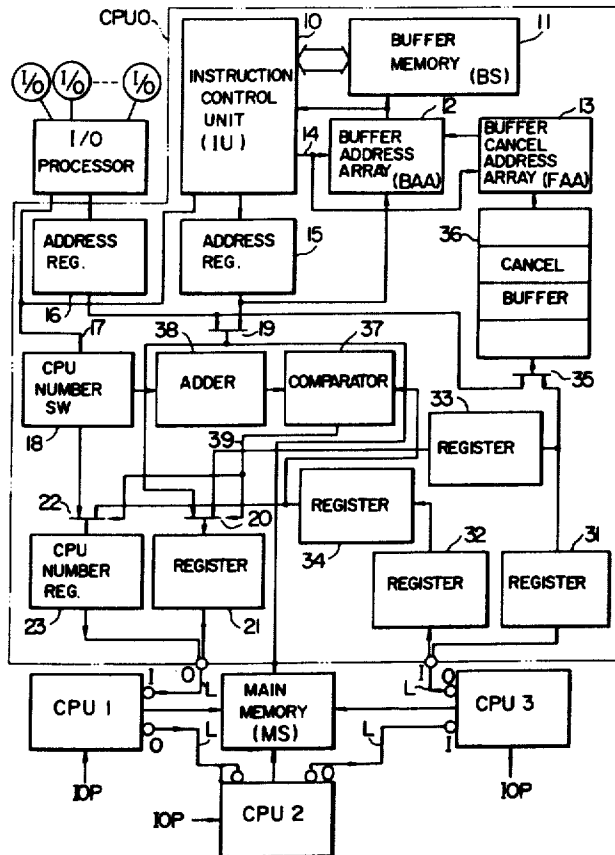 CPU0
10
11
I/O I/O I/O
INSTRUCTION
CONTROL
UNIT
(IU)
BUFFER
MEMORY
(BS)
I/O
PROCESSOR
14
12
BUFFER
ADDRESS
ARRAY
(BAA)
13
BUFFER
CANCEL
ADDRESS
ARRAY (FAA)
ADDRESS
REG.
16
ADDRESS
REG.
15
36
CANCEL
BUFFER
17
19
38
37
35
CPU
NUMBER
SW
18
ADDER
COMPARATOR
33
REGISTER
39
22
20
REGISTER
34
32
31
CPU
NUMBER
REG.
23
REGISTER
21
REGISTER
REGISTER
I
O
L
I
L
O
CPU 1
O
L
MAIN
MEMORY
(MS)
L
CPU 3
I
IOP
IOP
CPU 2
I
O
IOP